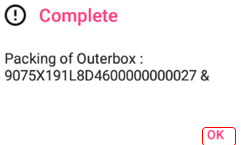 Complete
Packing of Outerbox :
9075X191L8D4600000000027 &
OK